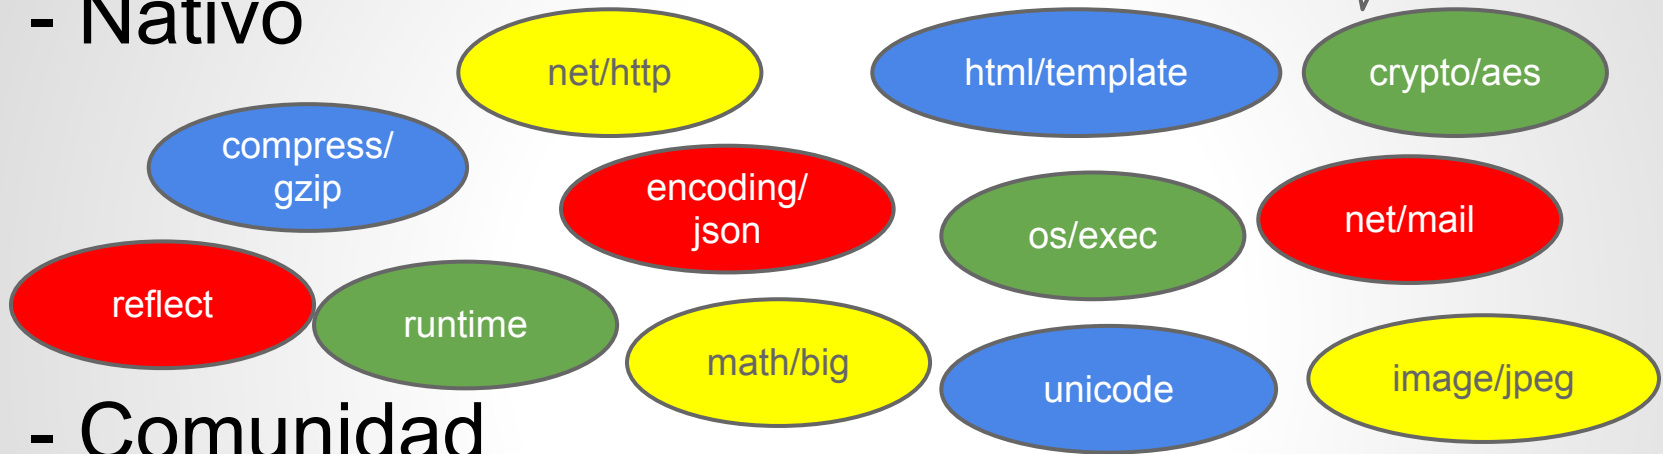 - Nativo
net/http
html/template
crypto/aes
compress/
gzip
encoding/
json
os/exec
net/mail
reflect
runtime
math/big
unicode
image/jpeg
- Comunidad